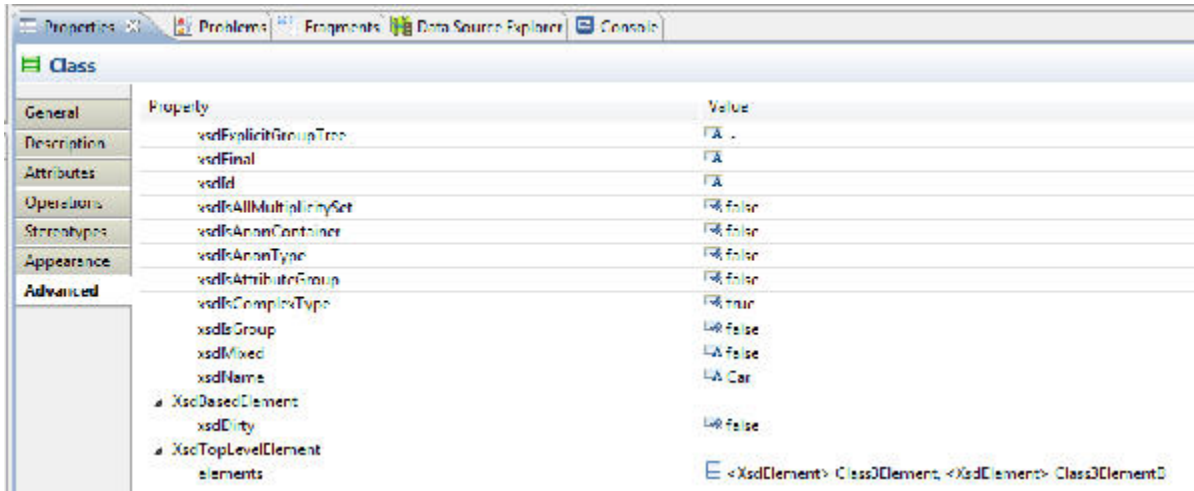 Properties Problems Fragments Data Source Explorer Console
Class
General
Description
Attributes
Operations
Stereotypes
Appearance
Advanced
Property Value
xsdExplicitGroupTree -
xsdFinal
xsdId
xsdIsAllMultiplicitySet false
xsdIsAnonContainer false
xsdIsAnonType false
xsdIsAttributeGroup false
xsdIsComplexType true
xsdIsGroup false
xsdMixed false
xsdName Car
XsdBasedElement
xsdDirty false
XsdTopLevelElement
elements <XsdElement> Class3Element, <XsdElement> Class3ElementB